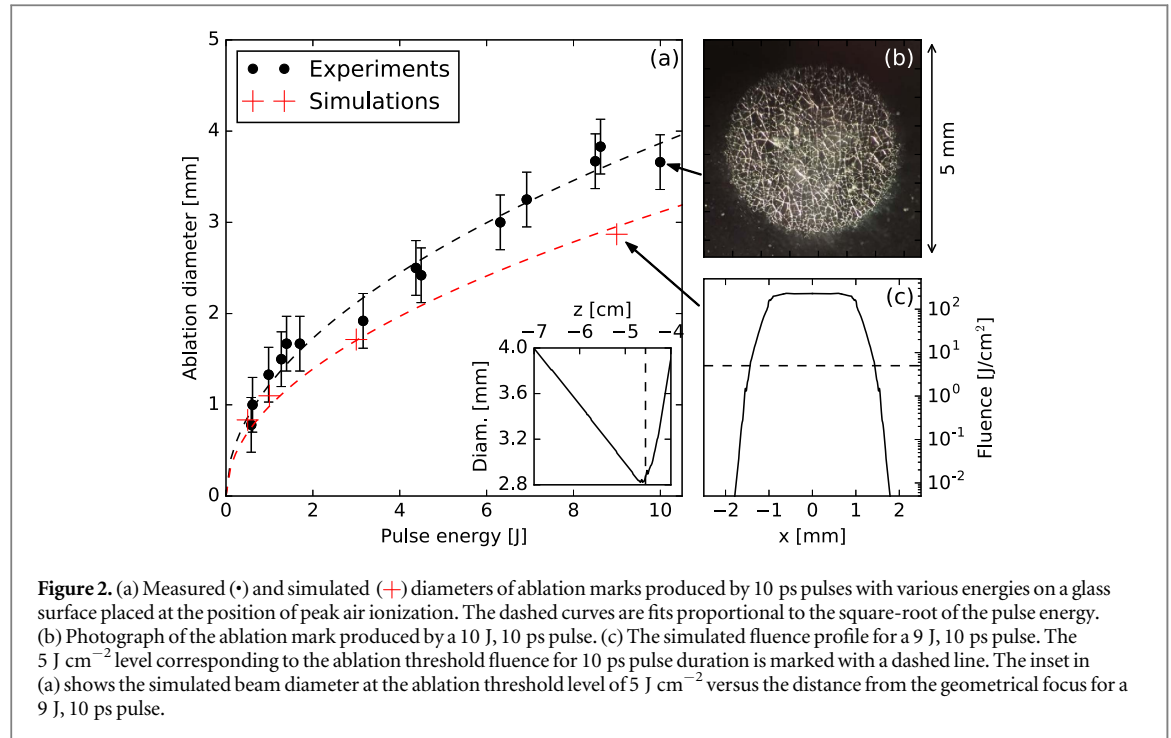 5
4
3
2
1
0
Ablation diameter [mm]
0 2 4 6 8 10
Pulse energy [J]
Experiments
Simulations
(a)
z [cm]
−7 −6 −5 −4
4.0
3.6
3.2
2.8
Diam. [mm]
(b)
5 mm
(c)
10²
10¹
10⁰
10⁻¹
10⁻²
Fluence [J/cm²]
−2 −1 0 1 2
x [mm]
Figure 2. (a) Measured (•) and simulated (+) diameters of ablation marks produced by 10 ps pulses with various energies on a glass
surface placed at the position of peak air ionization. The dashed curves are fits proportional to the square-root of the pulse energy.
(b) Photograph of the ablation mark produced by a 10 J, 10 ps pulse. (c) The simulated fluence profile for a 9 J, 10 ps pulse. The
5 J cm⁻² level corresponding to the ablation threshold fluence for 10 ps pulse duration is marked with a dashed line. The inset in
(a) shows the simulated beam diameter at the ablation threshold level of 5 J cm⁻² versus the distance from the geometrical focus for a
9 J, 10 ps pulse.